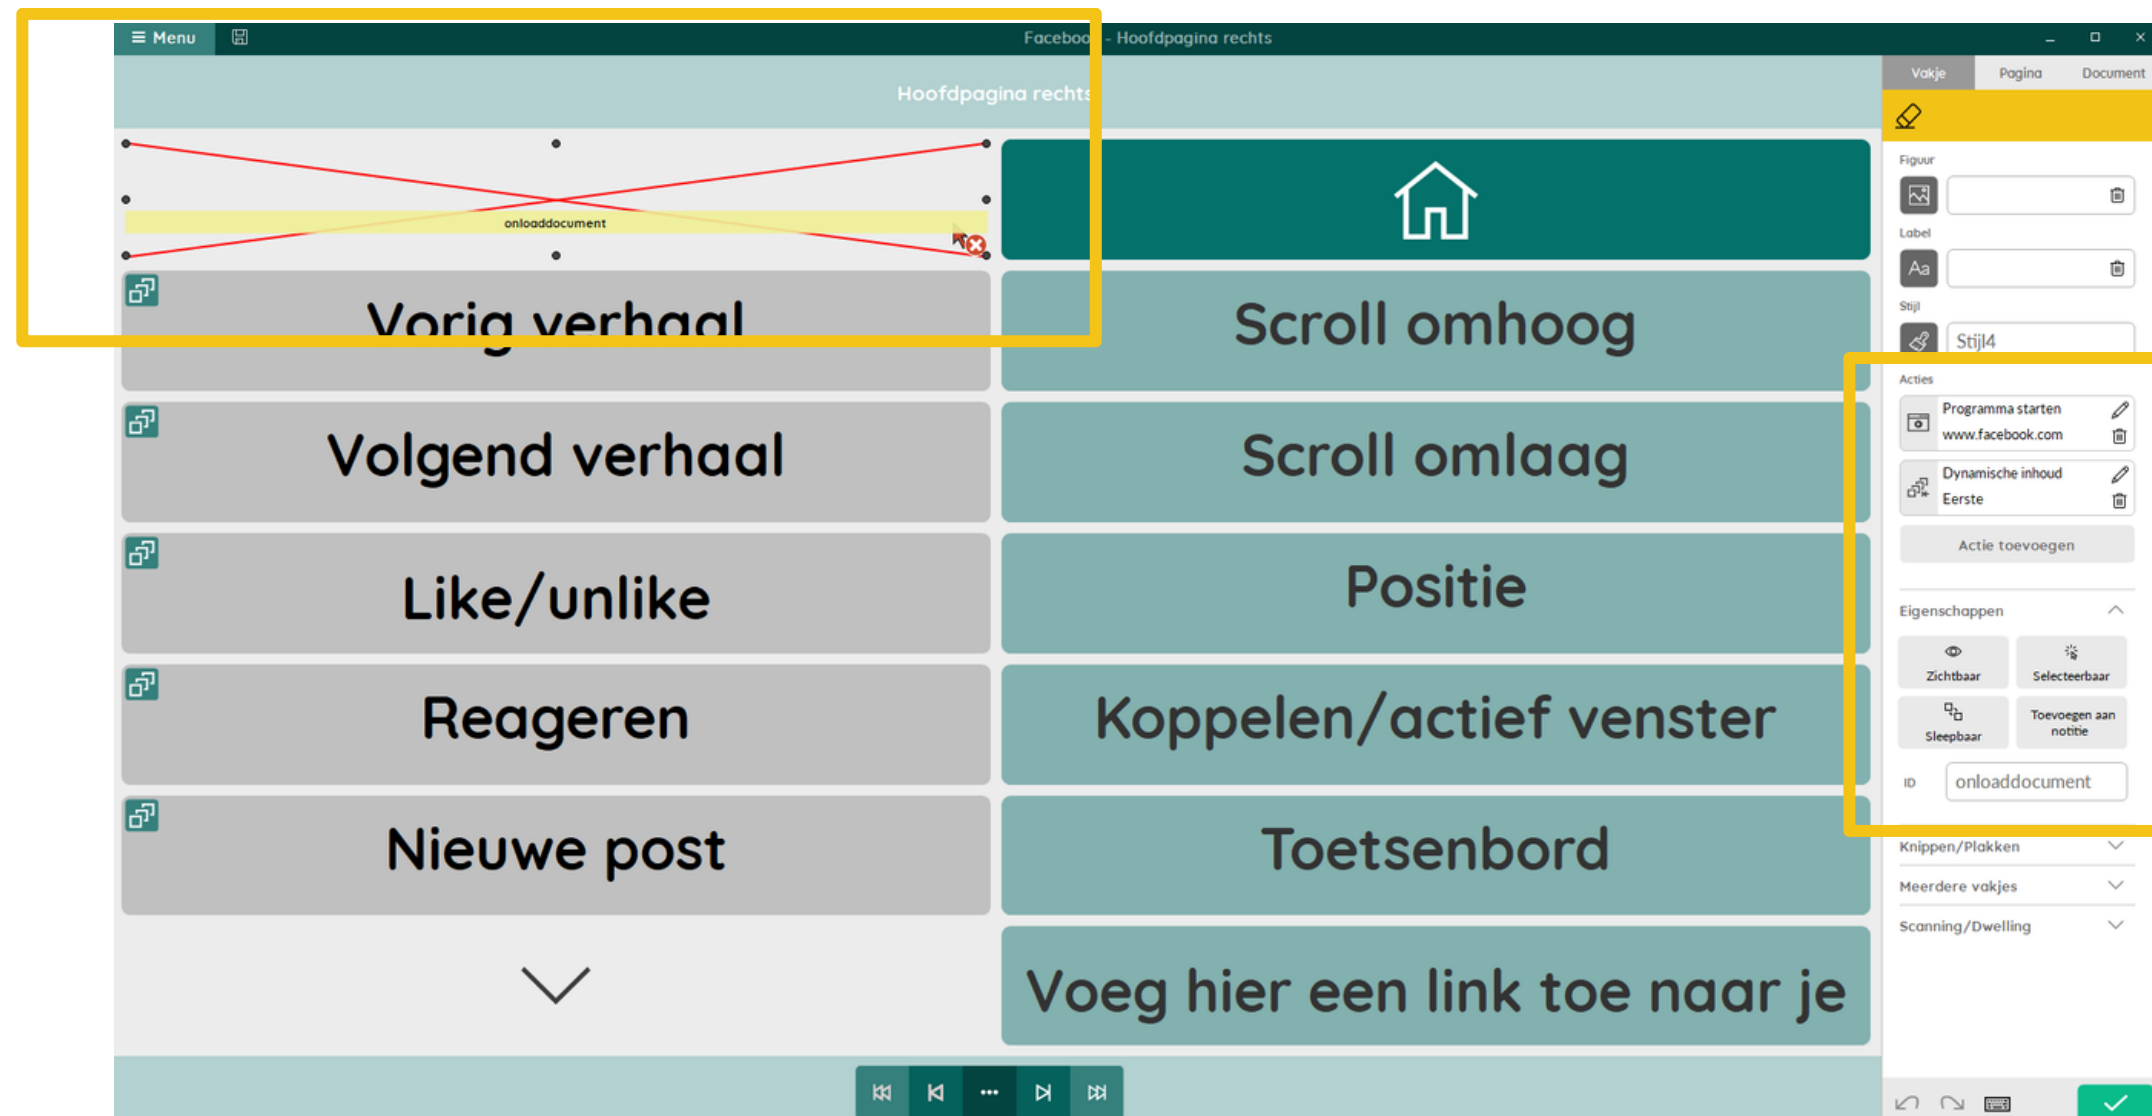 Menu
Facebook - Hoofdpagina rechts
Hoofdpagina rechts
onloaddocument
Vorig verhaal
Volgend verhaal
Like/unlike
Reageren
Nieuwe post
Scroll omhoog
Scroll omlaag
Positie
Koppelen/actief venster
Toetsenbord
Voeg hier een link toe naar je
Vakje Pagina Document
Figuur
Label
Aa
Stijl
Stijl4
Acties
Programma starten
www.facebook.com
Dynamische inhoud
Eerste
Actie toevoegen
Eigenschappen
Zichtbaar
Selecteerbaar
Sleepbaar
Toevoegen aan
notitie
ID onloaddocument
Knippen/Plakken
Meerdere vakjes
Scanning/Dwelling